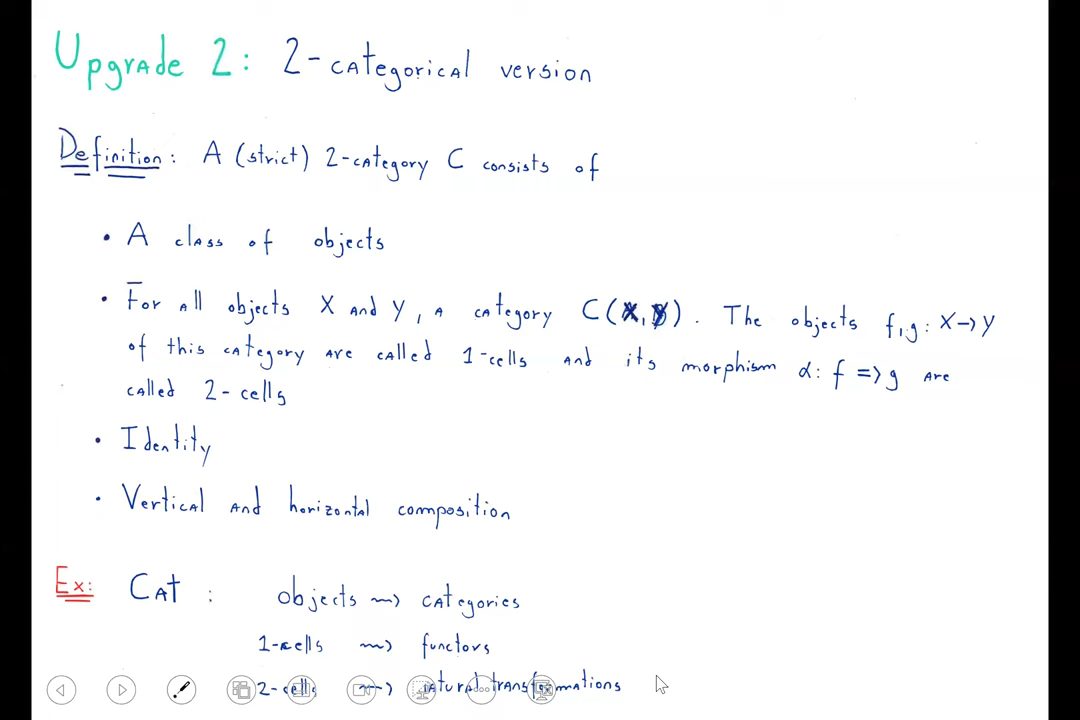 Upgrade 2: 2-categorical version
Definition: A (strict) 2-category C consists of
• A class of objects
• For all objects X and Y, a category C(X,Y). The objects f,g: X→Y
of this category are called 1-cells and its morphism α: f => g are
called 2-cells
• Identity
• Vertical and horizontal composition
Ex: Cat : objects ⇝ categories
1-cells ⇝ functors
2-cells ⇝ natural transformations